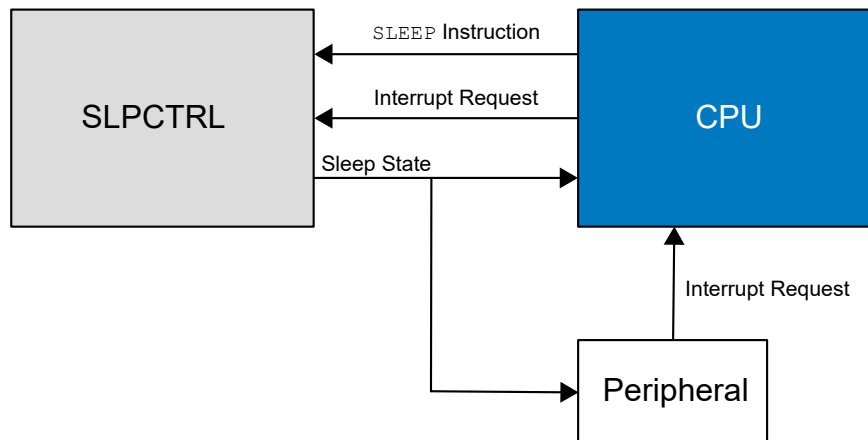 SLEEP Instruction
SLPCTRL
Interrupt Request
CPU
Sleep State
Interrupt Request
Peripheral